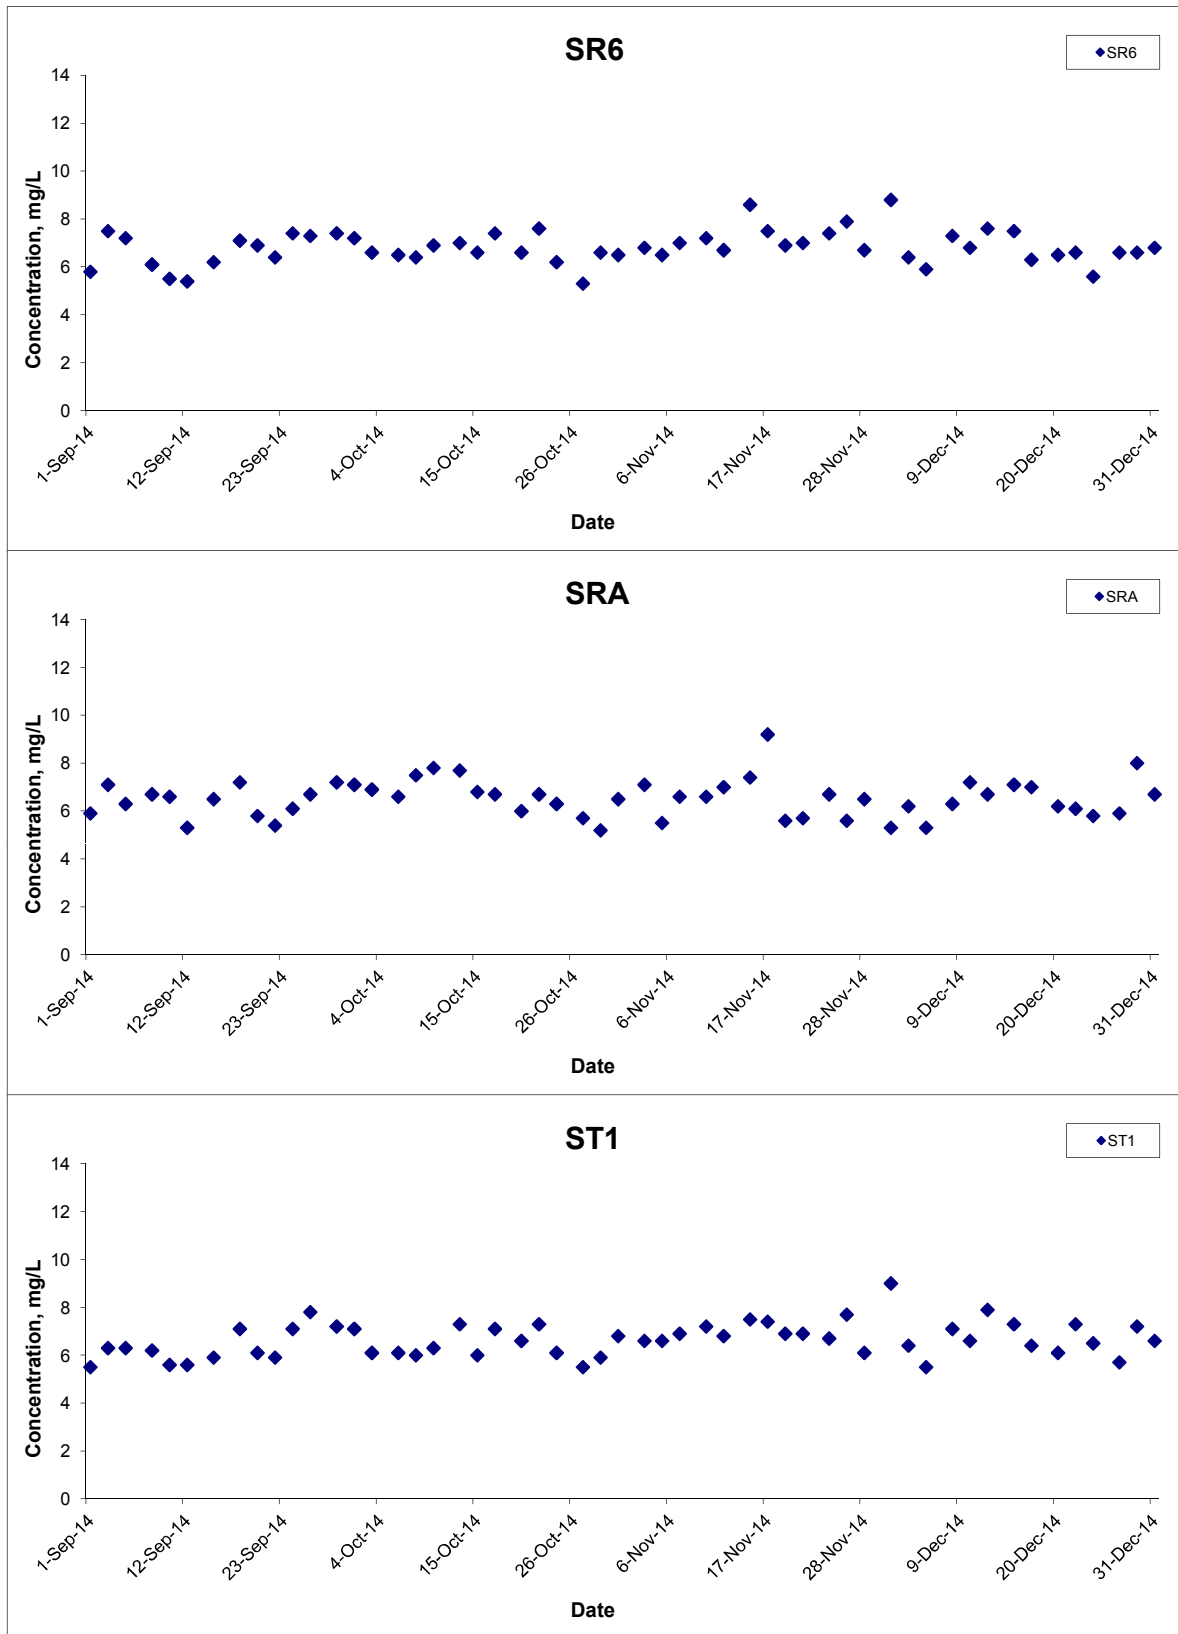 SR6
SR6
14
12
10
8
6
4
2
0
Concentration, mg/L
1-Sep-14
12-Sep-14
23-Sep-14
4-Oct-14
15-Oct-14
26-Oct-14
6-Nov-14
17-Nov-14
28-Nov-14
9-Dec-14
20-Dec-14
31-Dec-14
Date
SRA
SRA
14
12
10
8
6
4
2
0
Concentration, mg/L
1-Sep-14
12-Sep-14
23-Sep-14
4-Oct-14
15-Oct-14
26-Oct-14
6-Nov-14
17-Nov-14
28-Nov-14
9-Dec-14
20-Dec-14
31-Dec-14
Date
ST1
ST1
14
12
10
8
6
4
2
0
Concentration, mg/L
1-Sep-14
12-Sep-14
23-Sep-14
4-Oct-14
15-Oct-14
26-Oct-14
6-Nov-14
17-Nov-14
28-Nov-14
9-Dec-14
20-Dec-14
31-Dec-14
Date